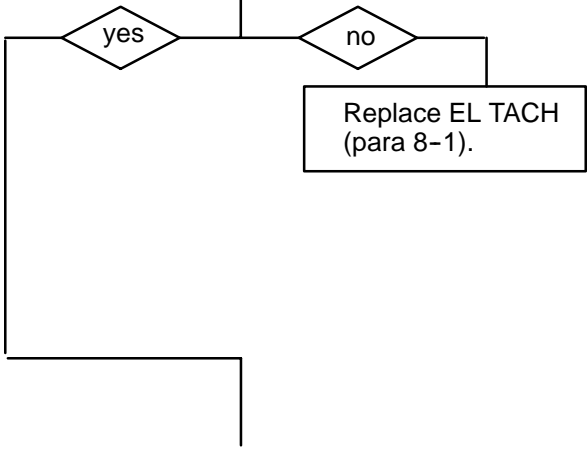 yes
no
Replace EL TACH
(para 8-1).